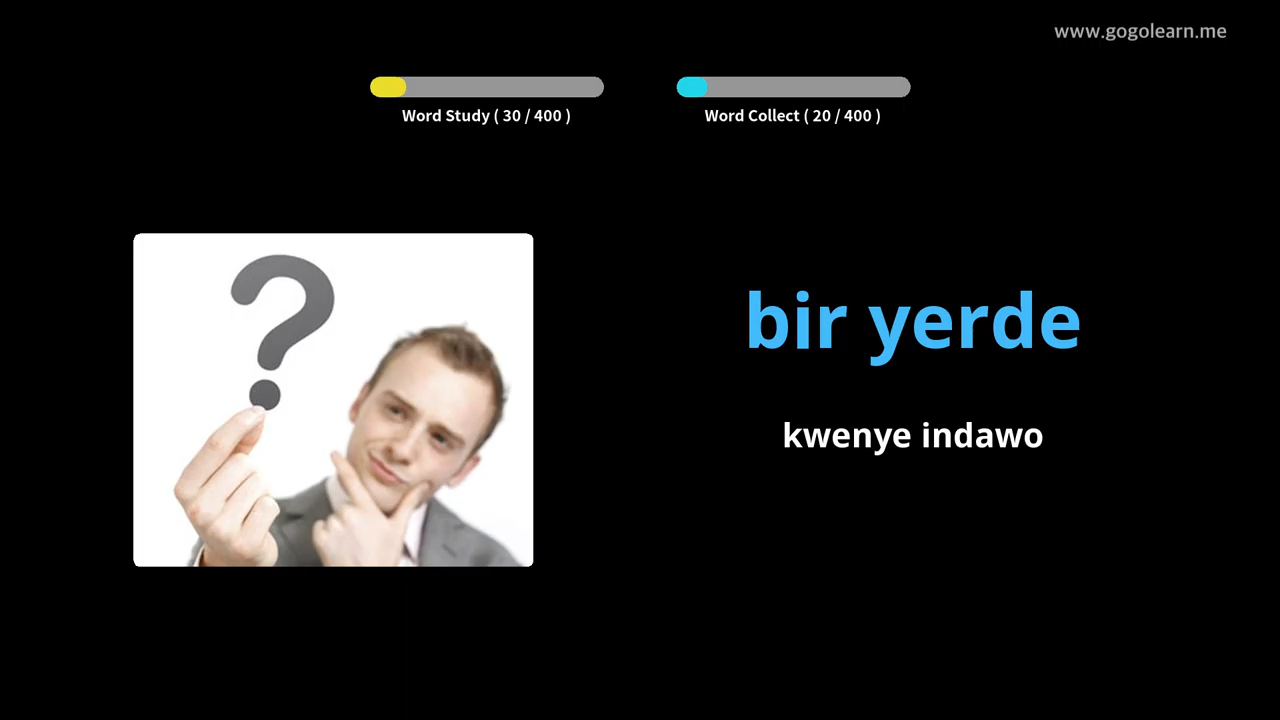 www.gogolearn.me
Word Study ( 30 / 400 )
Word Collect ( 20 / 400 )
bir yerde
kwenye indawo